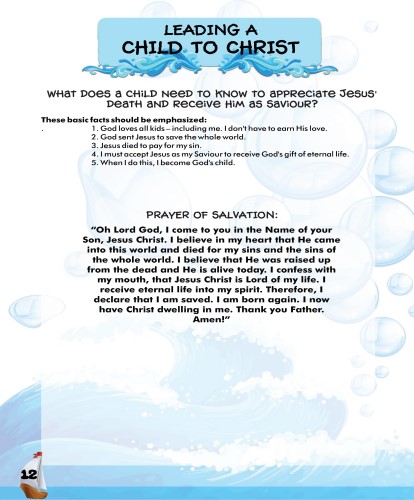 LEADING A
CHILD TO CHRIST
WHAT DOES A CHILD NEED TO KNOW TO APPRECIATE JESUS'
DEATH AND RECEIVE HIM AS SAVIOUR?
These basic facts should be emphasized:
. 1. God loves all kids – including me. I don't have to earn His love.
2. God sent Jesus to save the whole world.
3. Jesus died to pay for my sin.
4. I must accept Jesus as my Saviour to receive God's gift of eternal life.
5. When I do this, I become God's child.
PRAYER OF SALVATION:
“Oh Lord God, I come to you in the Name of your
Son, Jesus Christ. I believe in my heart that He came
into this world and died for my sins and the sins of
the whole world. I believe that He was raised up
from the dead and He is alive today. I confess with
my mouth, that Jesus Christ is Lord of my life. I
receive eternal life into my spirit. Therefore, I
declare that I am saved. I am born again. I now
have Christ dwelling in me. Thank you Father.
Amen!”
12